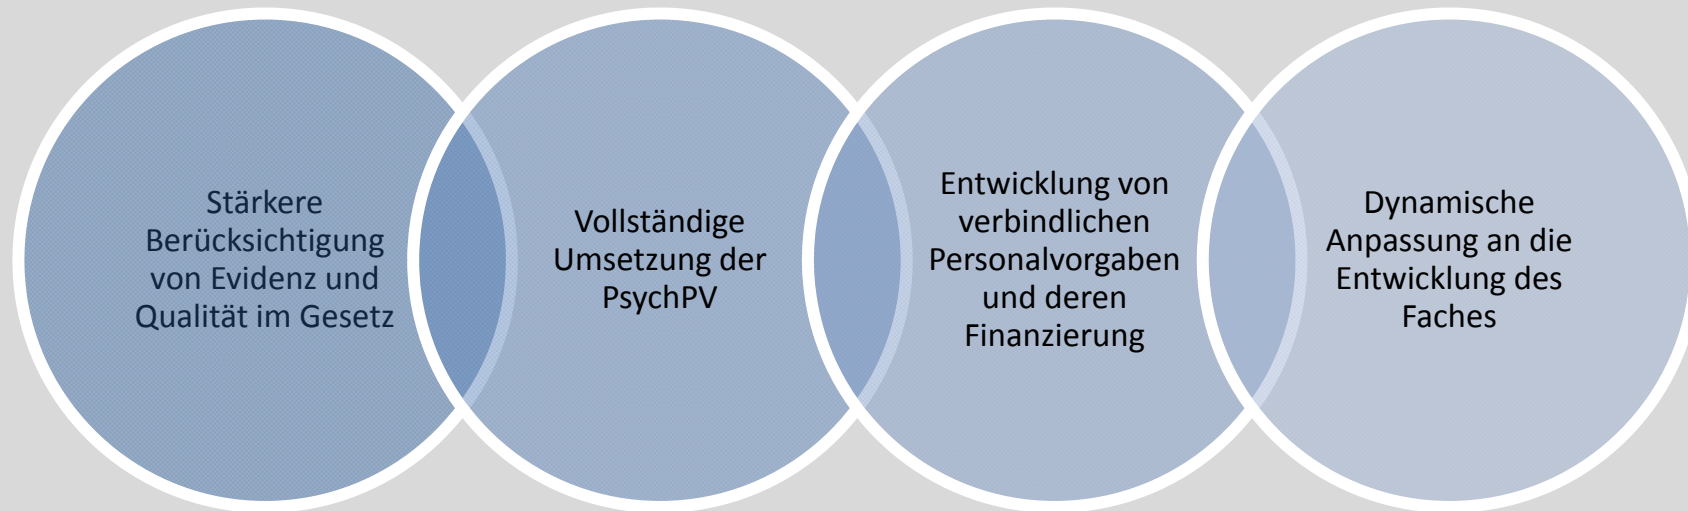 Stärkere
Berücksichtigung
von Evidenz und
Qualität im Gesetz
Vollständige
Umsetzung der
PsychPV
Entwicklung von
verbindlichen
Personalvorgaben
und deren
Finanzierung
Dynamische
Anpassung an die
Entwicklung des
Faches